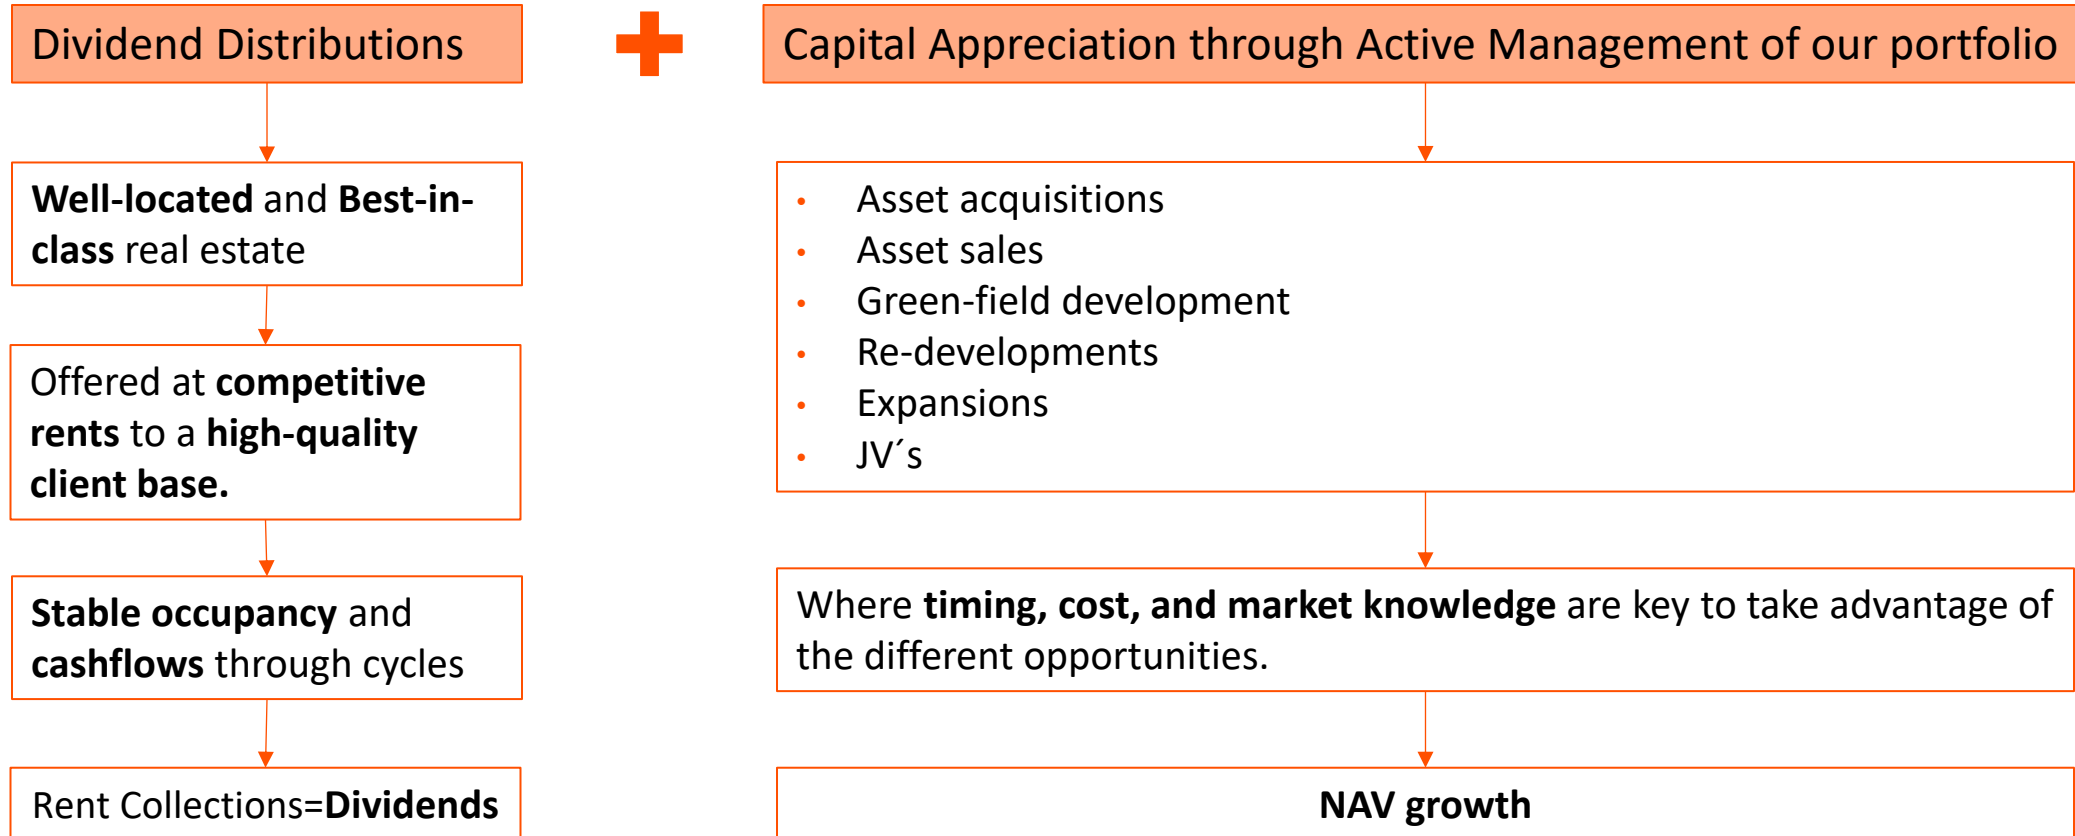 Dividend Distributions
Capital Appreciation through Active Management of our portfolio
Well-located and Best-in-
class real estate
Offered at competitive
rents to a high-quality
client base.
Stable occupancy and
cashflows through cycles
Rent Collections=Dividends
• Asset acquisitions
• Asset sales
• Green-field development
• Re-developments
• Expansions
• JV´s
Where timing, cost, and market knowledge are key to take advantage of
the different opportunities.
NAV growth